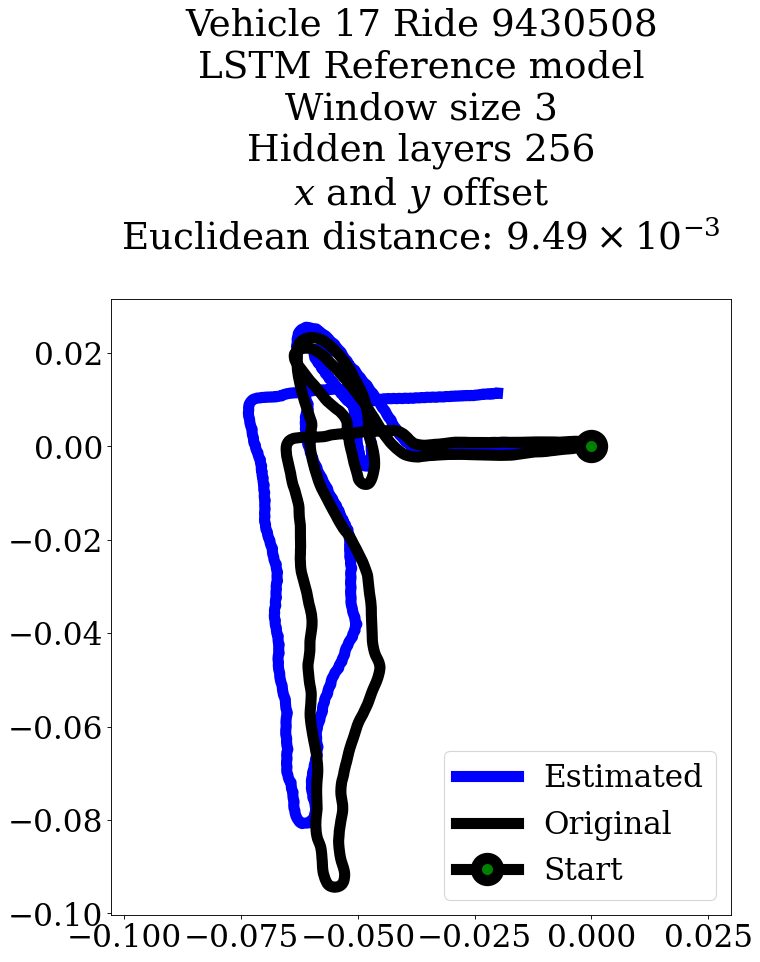 Vehicle 17 Ride 9430508
LSTM Reference model
Window size 3
Hidden layers 256
x and y offset
Euclidean distance: 9.49 × 10⁻³
0.02
0.00
−0.02
−0.04
−0.06
−0.08
−0.10
Estimated
Original
Start
−0.100 −0.075 −0.050 −0.025 0.000 0.025